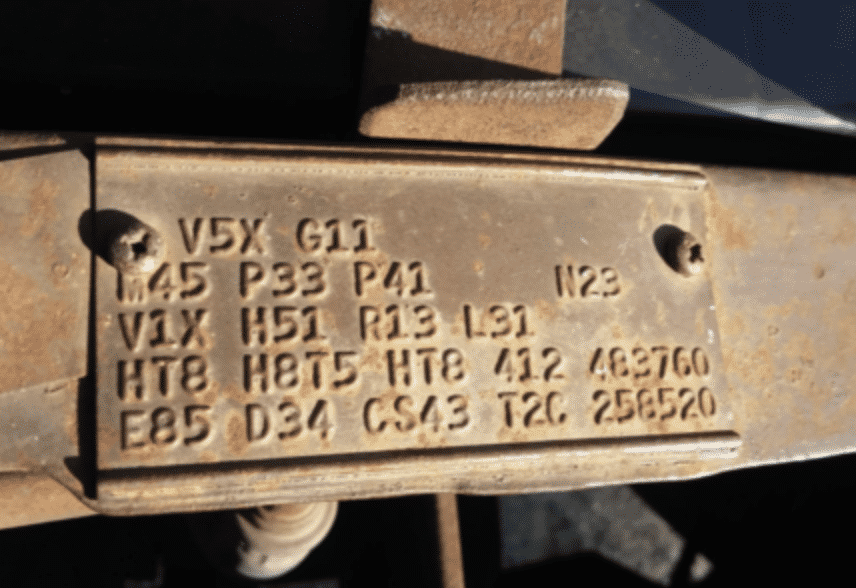 V5X G11
M45 P33 P41 N23
V1X H51 R13 L31
HT8 H8T5 HT8 412 483760
E85 D34 CS43 T2C 258520